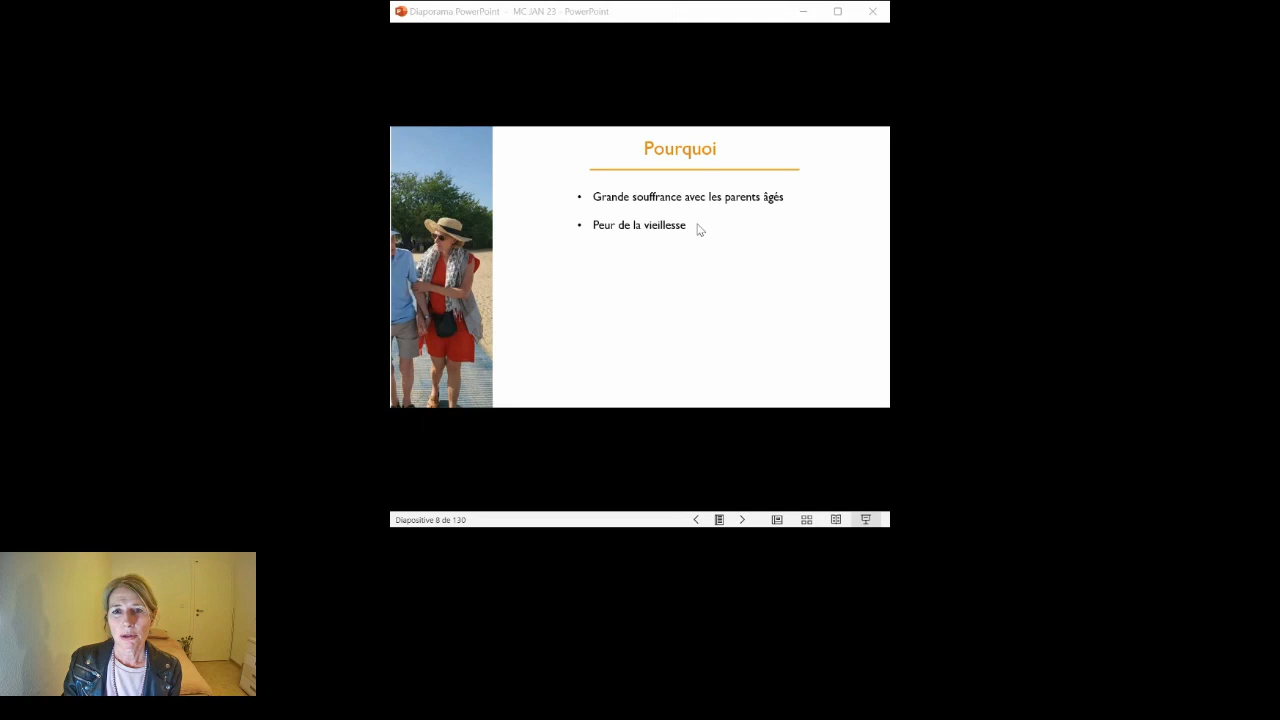 Diaporama PowerPoint - MC JAN 23 - PowerPoint
Pourquoi
• Grande souffrance avec les parents âgés
• Peur de la vieillesse
Diapositive 8 de 130